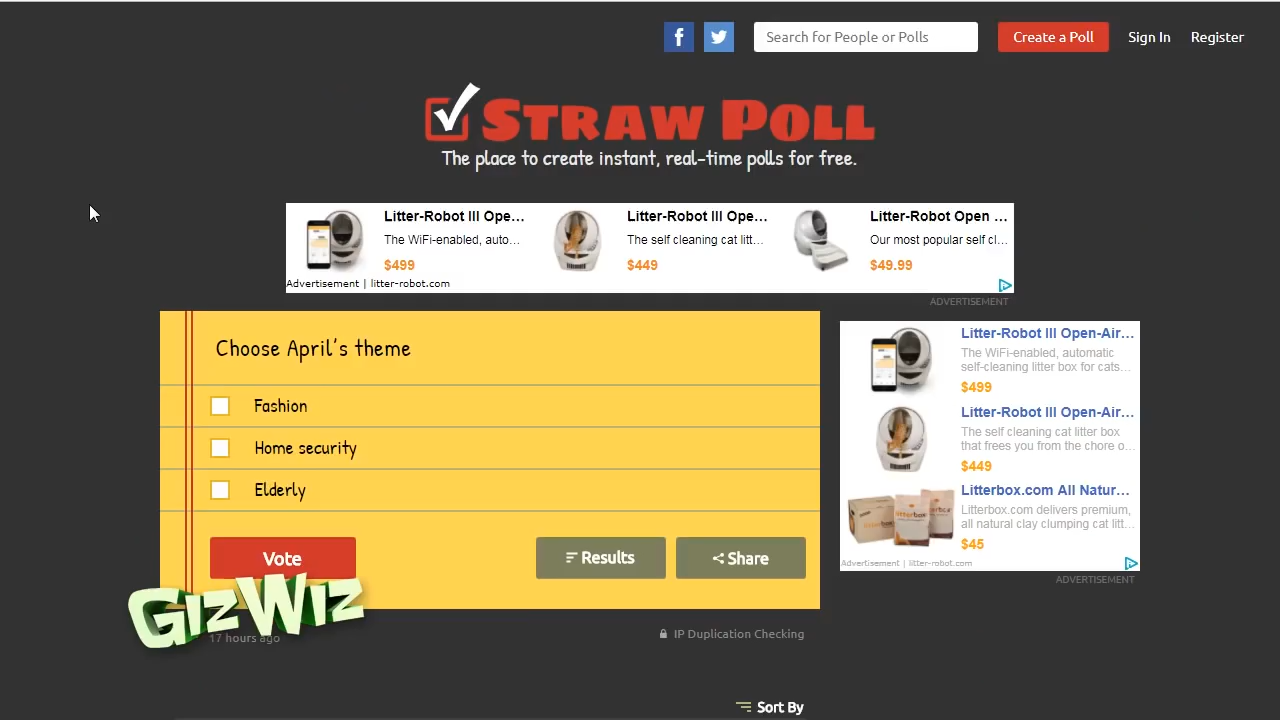 Search for People or Polls
Create a Poll
Sign In
Register
STRAW POLL
The place to create instant, real-time polls for free.
Litter-Robot III Ope...
The WiFi-enabled, auto...
$499
Litter-Robot III Ope...
The self cleaning cat litt...
$449
Litter-Robot Open ...
Our most popular self cl...
$49.99
Advertisement | litter-robot.com
ADVERTISEMENT
Choose April's theme
Fashion
Home security
Elderly
Vote
Results
Share
GIZWIZ
17 hours ago
IP Duplication Checking
Sort By
Litter-Robot III Open-Air...
The WiFi-enabled, automatic
self-cleaning litter box for cats...
$499
Litter-Robot III Open-Air...
The self cleaning cat litter box
that frees you from the chore o...
$449
Litterbox.com All Natur...
Litterbox.com delivers premium,
all natural clay clumping cat litt...
$45
Advertisement | litter-robot.com
ADVERTISEMENT